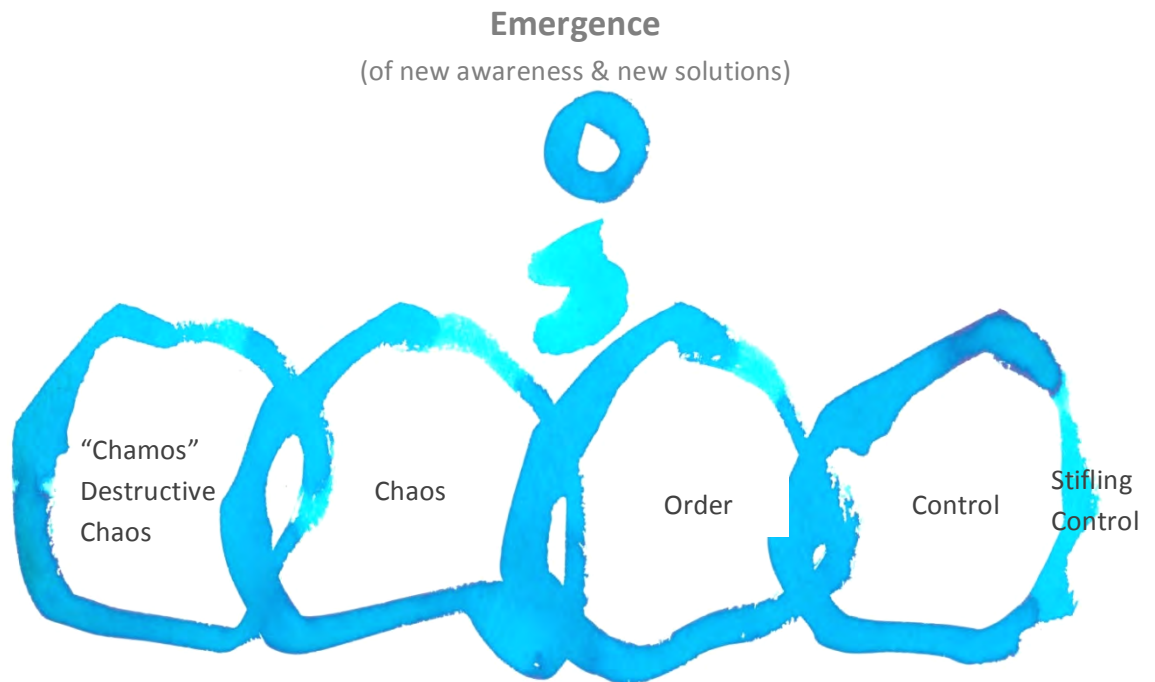 Emergence
(of new awareness & new solutions)
“Chamos”
Destructive
Chaos
Chaos
Order
Control
Stifling
Control